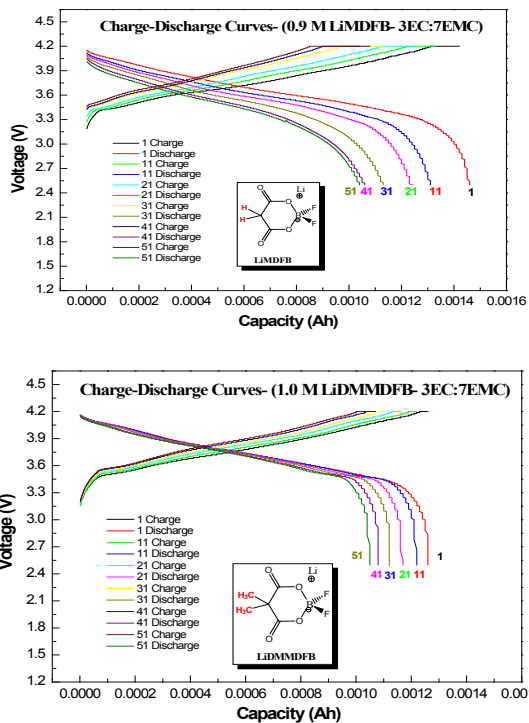 Charge-Discharge Curves- (0.9 M LiMDFB- 3EC:7EMC)
Voltage (V)
4.5
4.2
3.9
3.6
3.3
3.0
2.7
2.4
2.1
1.8
1.5
1.2
1 Charge
1 Discharge
11 Charge
11 Discharge
21 Charge
21 Discharge
31 Charge
31 Discharge
41 Charge
41 Discharge
51 Charge
51 Discharge
Li
⊕
O
O
H
H
B
⊖
F
F
O
O
LiMDFB
51 41 31 21 11 1
0.0000 0.0002 0.0004 0.0006 0.0008 0.0010 0.0012 0.0014 0.0016
Capacity (Ah)
Charge-Discharge Curves- (1.0 M LiDMMDFB- 3EC:7EMC)
Voltage (V)
4.5
4.2
3.9
3.6
3.3
3.0
2.7
2.4
2.1
1.8
1.5
1.2
1 Charge
1 Discharge
11 Charge
11 Discharge
21 Charge
21 Discharge
31 Charge
31 Discharge
41 Charge
41 Discharge
51 Charge
51 Discharge
Li
⊕
O
O
H₃C
H₃C
B
⊖
F
F
O
O
LiDMMDFB
51 41 31 21 11 1
0.0000 0.0002 0.0004 0.0006 0.0008 0.0010 0.0012 0.0014 0.00
Capacity (Ah)